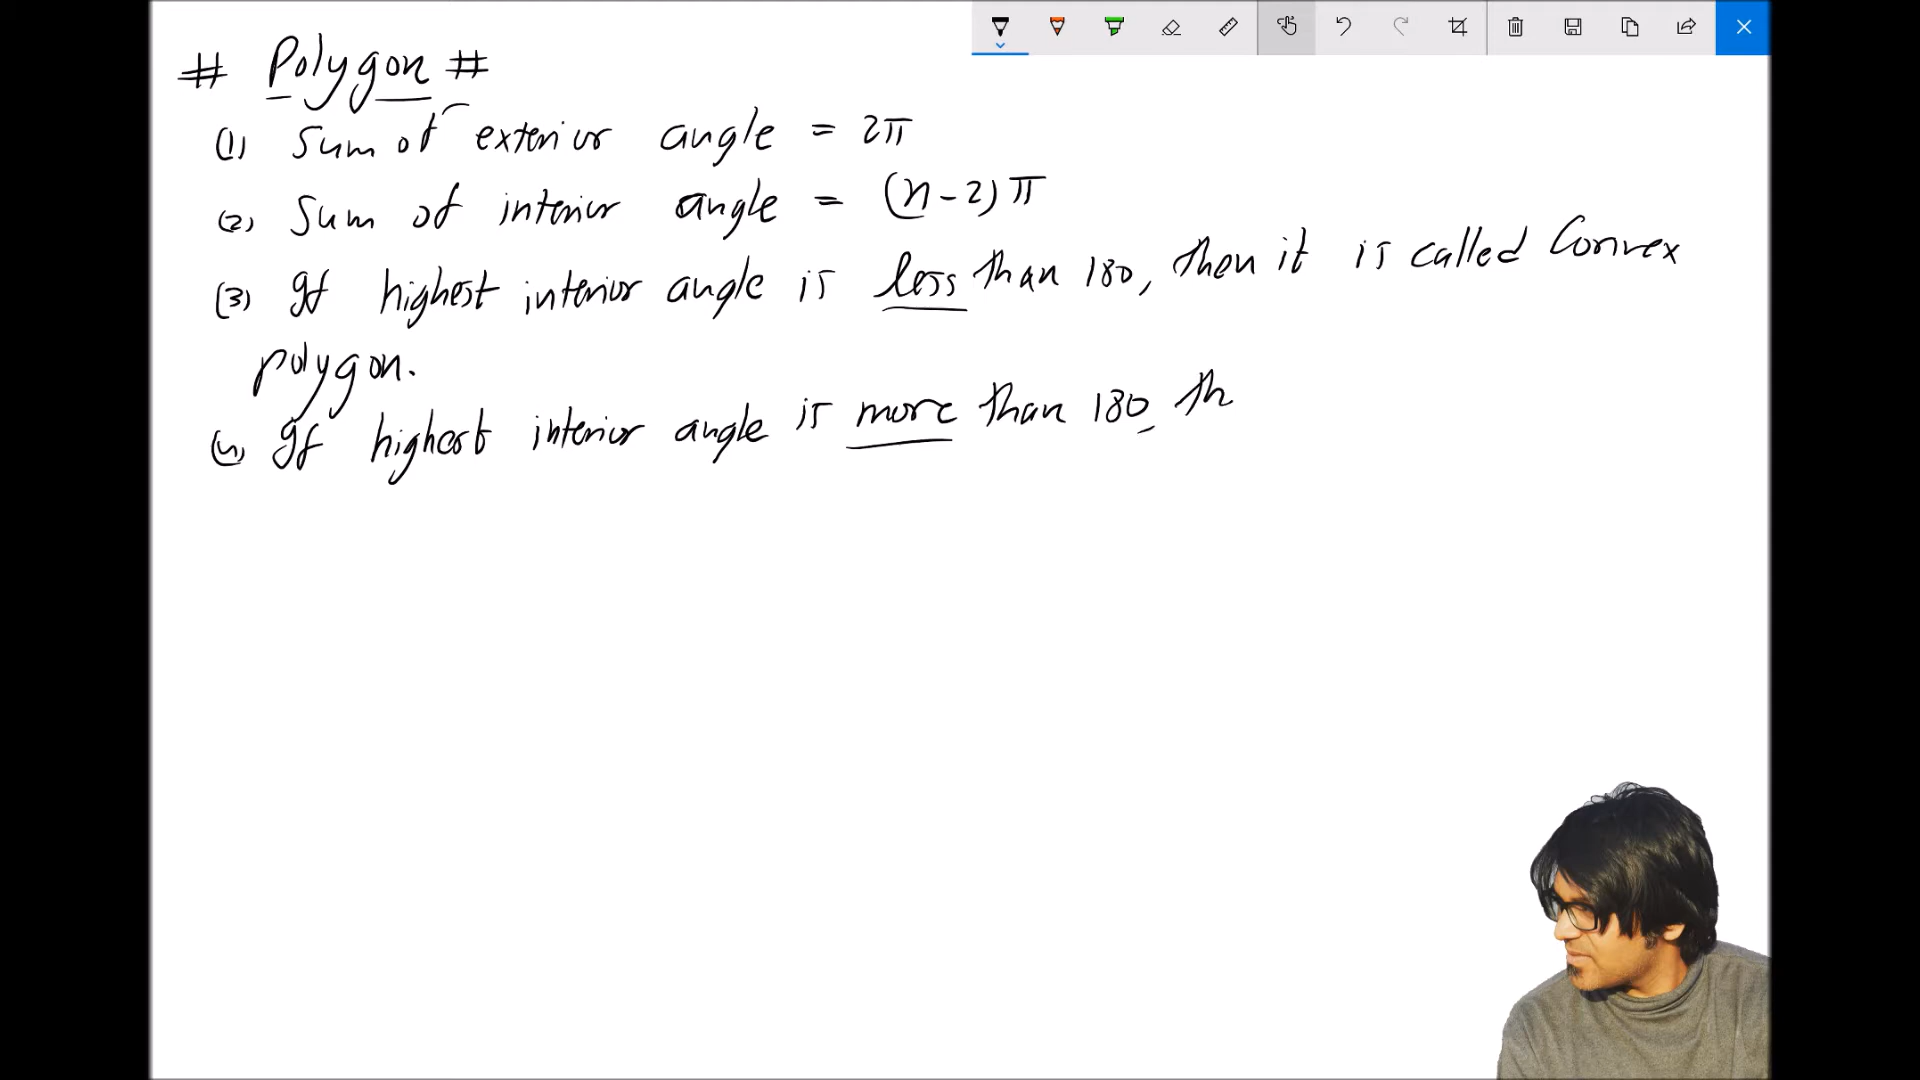 # Polygon #
(1) Sum of exterior angle = 2π
(2) Sum of interior angle = (n-2)π
(3) If highest interior angle is less than 180, then it is called Convex
polygon.
(4) If highest interior angle is more than 180 th